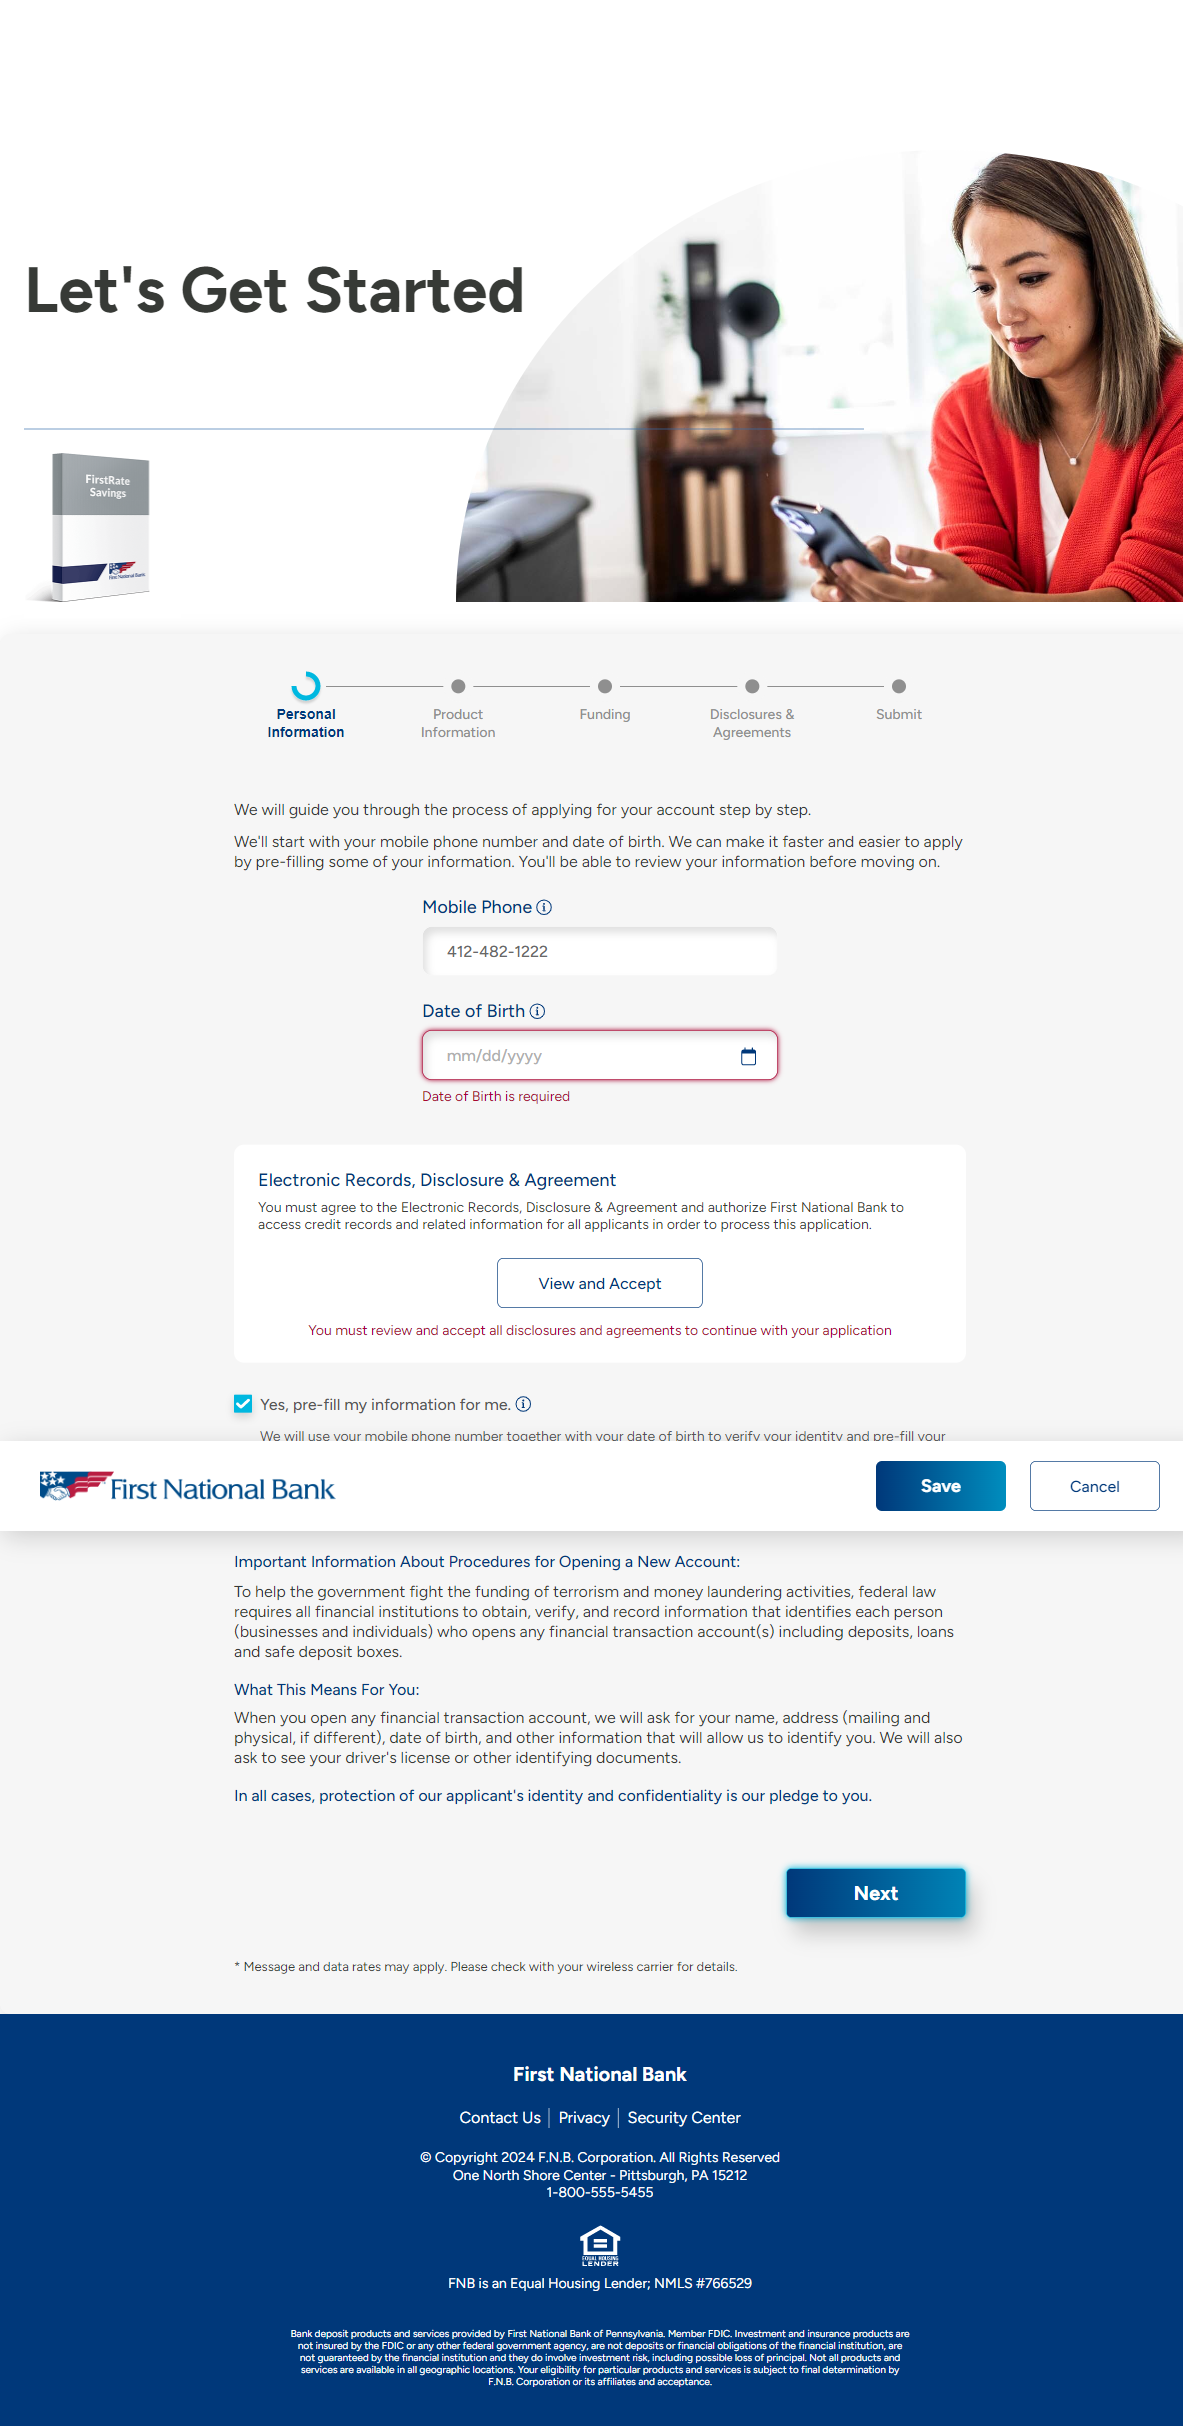 Let's Get Started
FirstRate
Savings
First National Bank
Personal
Information
Product
Information
Funding
Disclosures &
Agreements
Submit
We will guide you through the process of applying for your account step by step.
We'll start with your mobile phone number and date of birth. We can make it faster and easier to apply
by pre-filling some of your information. You'll be able to review your information before moving on.
Mobile Phone
412-482-1222
Date of Birth
mm/dd/yyyy
Date of Birth is required
Electronic Records, Disclosure & Agreement
You must agree to the Electronic Records, Disclosure & Agreement and authorize First National Bank to
access credit records and related information for all applicants in order to process this application.
View and Accept
You must review and accept all disclosures and agreements to continue with your application
Yes, pre-fill my information for me.
We will use your mobile phone number together with your date of birth to verify your identity and pre-fill your
First National Bank
Save
Cancel
Important Information About Procedures for Opening a New Account:
To help the government fight the funding of terrorism and money laundering activities, federal law
requires all financial institutions to obtain, verify, and record information that identifies each person
(businesses and individuals) who opens any financial transaction account(s) including deposits, loans
and safe deposit boxes.
What This Means For You:
When you open any financial transaction account, we will ask for your name, address (mailing and
physical, if different), date of birth, and other information that will allow us to identify you. We will also
ask to see your driver's license or other identifying documents.
In all cases, protection of our applicant's identity and confidentiality is our pledge to you.
Next
* Message and data rates may apply. Please check with your wireless carrier for details.
First National Bank
Contact Us
Privacy
Security Center
© Copyright 2024 F.N.B. Corporation. All Rights Reserved
One North Shore Center - Pittsburgh, PA 15212
1-800-555-5455
EQUAL HOUSING
LENDER
FNB is an Equal Housing Lender; NMLS #766529
Bank deposit products and services provided by First National Bank of Pennsylvania. Member FDIC. Investment and insurance products are
not insured by the FDIC or any other federal government agency, are not deposits or financial obligations of the financial institution, are
not guaranteed by the financial institution and they do involve investment risk, including possible loss of principal. Not all products and
services are available in all geographic locations. Your eligibility for particular products and services is subject to final determination by
F.N.B. Corporation or its affiliates and acceptance.